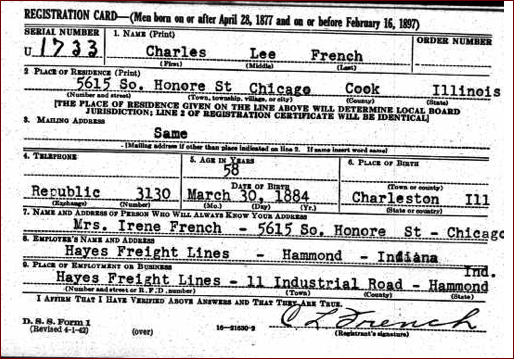 REGISTRATION CARD—(Men born on or after April 28, 1877 and on or before February 16, 1897)
SERIAL NUMBER 1. NAME (Print) ORDER NUMBER
U 1733 Charles Lee French
(First) (Middle) (Last)
2 PLACE OF RESIDENCE (Print)
5615 So. Honore St Chicago Cook Illinois
(Number and street) (Town, township, village, or city) (County) (State)
[THE PLACE OF RESIDENCE GIVEN ON THE LINE ABOVE WILL DETERMINE LOCAL BOARD
JURISDICTION; LINE 2 OF REGISTRATION CERTIFICATE WILL BE IDENTICAL]
3. MAILING ADDRESS
Same
[Mailing address if other than place indicated on line 2. If same insert word same]
4. TELEPHONE 5. AGE IN YEARS 6. PLACE OF BIRTH
58
DATE OF BIRTH (Town or county)
Republic 3130 March 30, 1884 Charleston Ill
(Exchange) (Number) (Mo.) (Day) (Yr.) (State or country)
7. NAME AND ADDRESS OF PERSON WHO WILL ALWAYS KNOW YOUR ADDRESS
Mrs. Irene French - 5615 So. Honore St - Chicago
8. EMPLOYER'S NAME AND ADDRESS
Hayes Freight Lines - Hammond - Indiana
9. PLACE OF EMPLOYMENT OR BUSINESS Ind.
Hayes Freight Lines - 11 Industrial Road - Hammond
(Number and street or R. F. D. number) (Town) (County) (State)
I AFFIRM THAT I HAVE VERIFIED ABOVE ANSWERS AND THAT THEY ARE TRUE.
D. S. S. Form 1
(Revised 4-1-42) (over) 16-21630-2 C L French
(Registrant's signature)